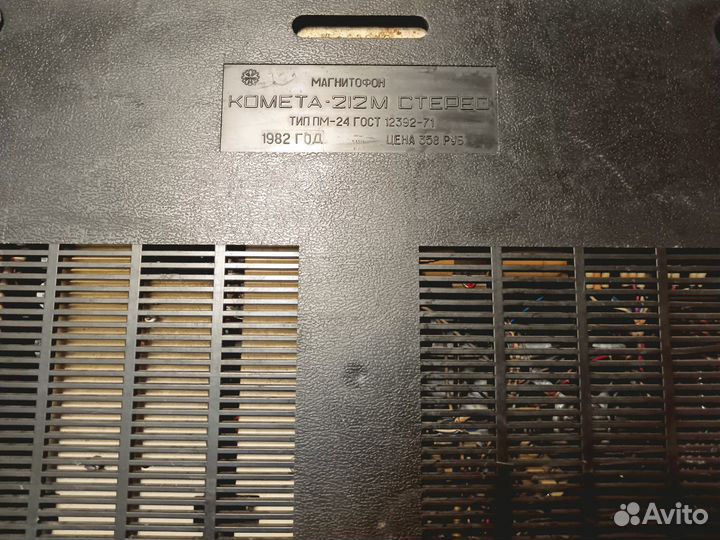 МАГНИТОФОН
КОМЕТА-212М СТЕРЕО
ТИП ПМ-24 ГОСТ 12392-71
1982 ГОД ЦЕНА 358 РУБ
Avito